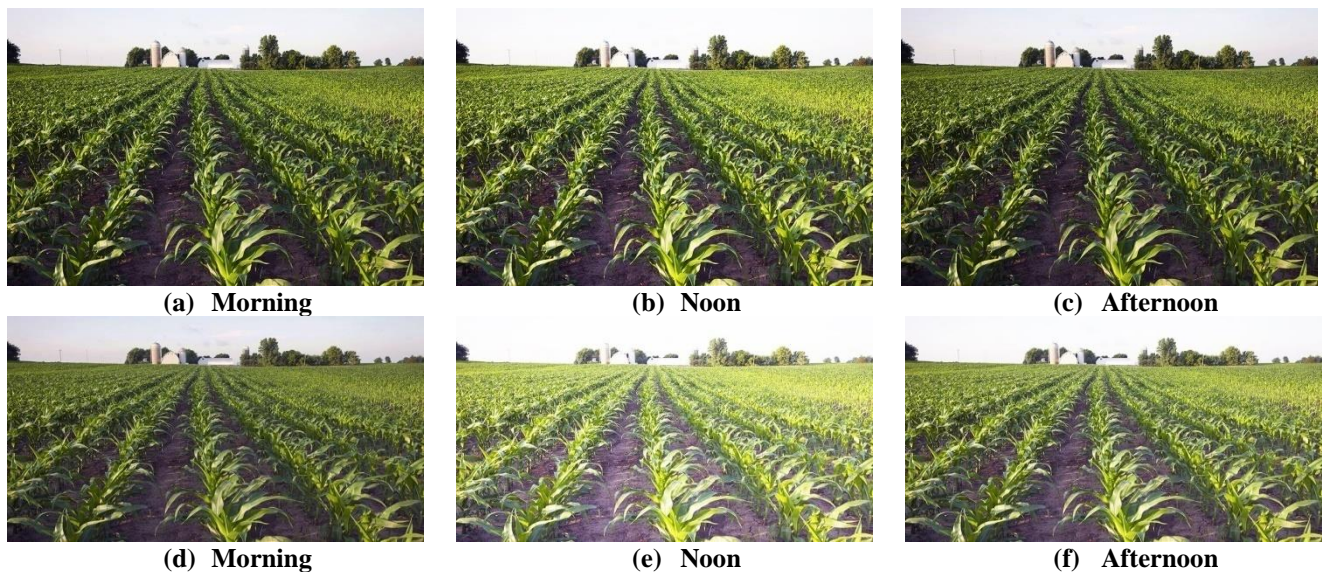 (a) Morning
(b) Noon
(c) Afternoon
(d) Morning
(e) Noon
(f) Afternoon